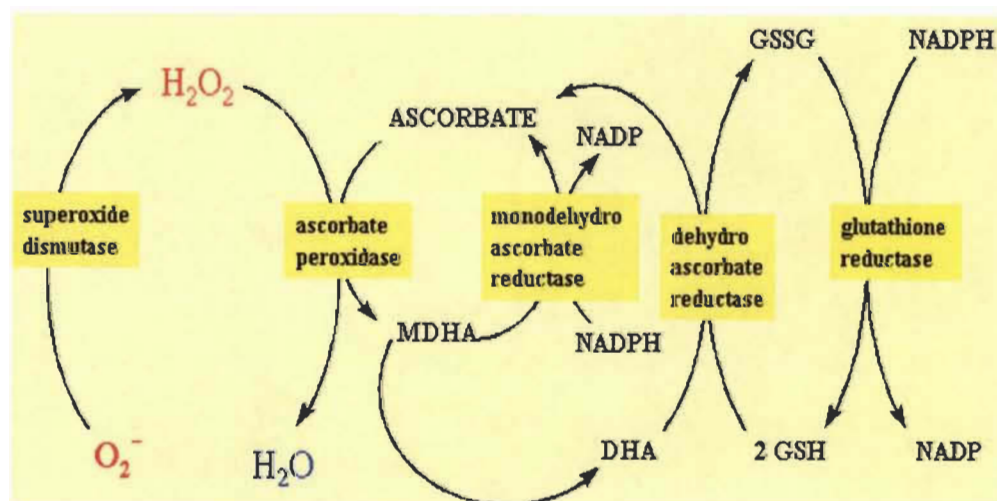 GSSG NADPH
H₂O₂
ASCORBATE
NADP
superoxide
dismutase
ascorbate
peroxidase
monodehydro
ascorbate
reductase
dehydro
ascorbate
reductase
glutathione
reductase
MDHA
NADPH
O₂⁻
H₂O
DHA
2 GSH
NADP